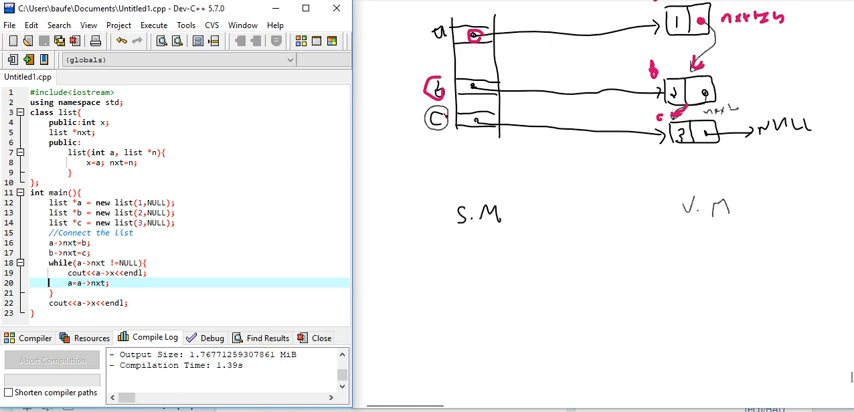 C:\Users\baufe\Documents\Untitled1.cpp - Dev-C++ 5.7.0
File Edit Search View Project Execute Tools CVS Window Help
(globals)
Untitled1.cpp
1 #include<iostream>
2 using namespace std;
3 class list{
4 public:int x;
5 list *nxt;
6 public:
7 list(int a, list *n){
8 x=a; nxt=n;
9 }
10 };
11 int main(){
12 list *a = new list(1,NULL);
13 list *b = new list(2,NULL);
14 list *c = new list(3,NULL);
15 //Connect the list
16 a->nxt=b;
17 b->nxt=c;
18 while(a->nxt !=NULL){
19 cout<<a->x<<endl;
20 a=a->nxt;
21 }
22 cout<<a->x<<endl;
23 }
Compiler Resources Compile Log Debug Find Results Close
Abort Compilation
Shorten compiler paths
- Output Size: 1.76771259307861 MiB
- Compilation Time: 1.39s
a
1
b
b
2
C
c
nxt
3
NULL
S.M
V.M